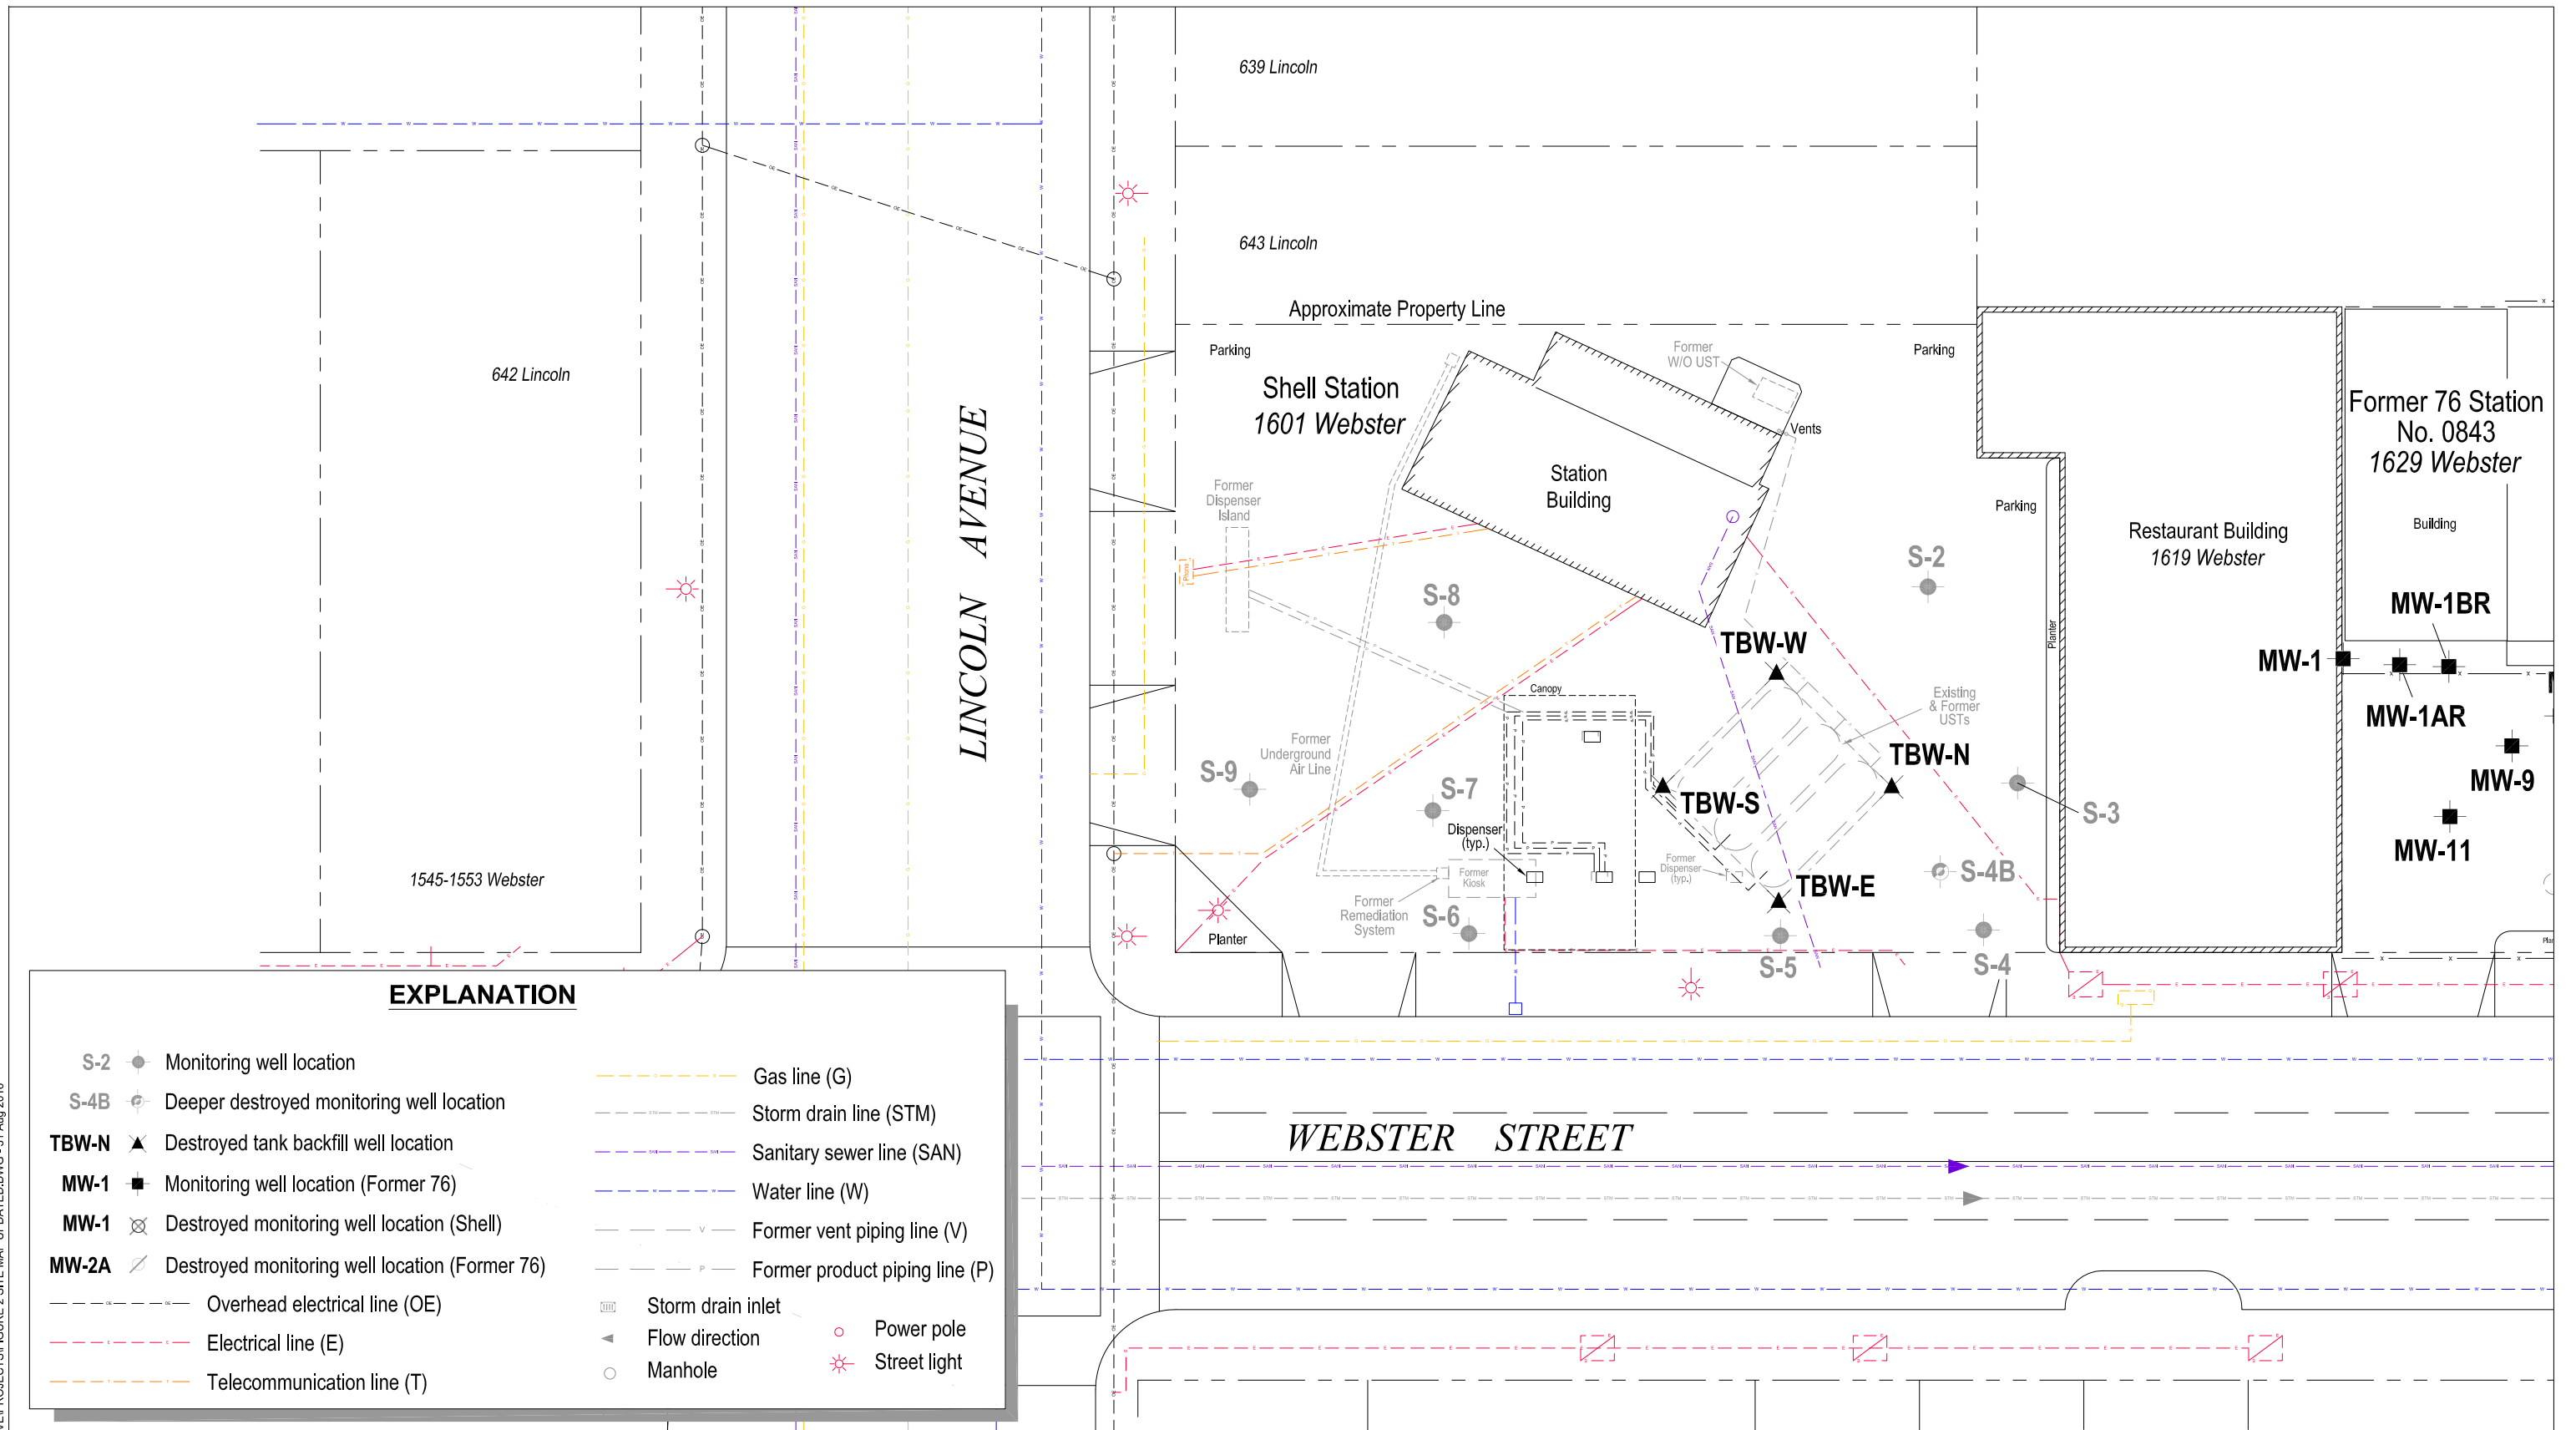 639 Lincoln
643 Lincoln
Approximate Property Line
Parking
Former
W/O UST
Parking
642 Lincoln
Shell Station
1601 Webster
Vents
Former 76 Station
No. 0843
1629 Webster
LINCOLN AVENUE
Station
Building
Former
Dispenser
Island
Parking
Building
Restaurant Building
1619 Webster
S-2
Phone
S-8
MW-1BR
Planter
TBW-W
MW-1
Canopy
Existing
& Former
USTs
MW-1AR
Former
Underground
Air Line
TBW-N
S-9
S-7
TBW-S
MW-9
S-3
Dispenser
(typ.)
MW-11
Former
Dispenser
(typ.)
Former
Kiosk
S-4B
1545-1553 Webster
TBW-E
Former
Remediation
System
S-6
Planter
S-5
S-4
WEBSTER STREET
EXPLANATION
S-2 Monitoring well location
S-4B Deeper destroyed monitoring well location
TBW-N Destroyed tank backfill well location
MW-1 Monitoring well location (Former 76)
MW-1 Destroyed monitoring well location (Shell)
MW-2A Destroyed monitoring well location (Former 76)
OE Overhead electrical line (OE)
E Electrical line (E)
T Telecommunication line (T)
G Gas line (G)
STM Storm drain line (STM)
SAN Sanitary sewer line (SAN)
W Water line (W)
V Former vent piping line (V)
P Former product piping line (P)
Storm drain inlet
Flow direction
Manhole
Power pole
Street light